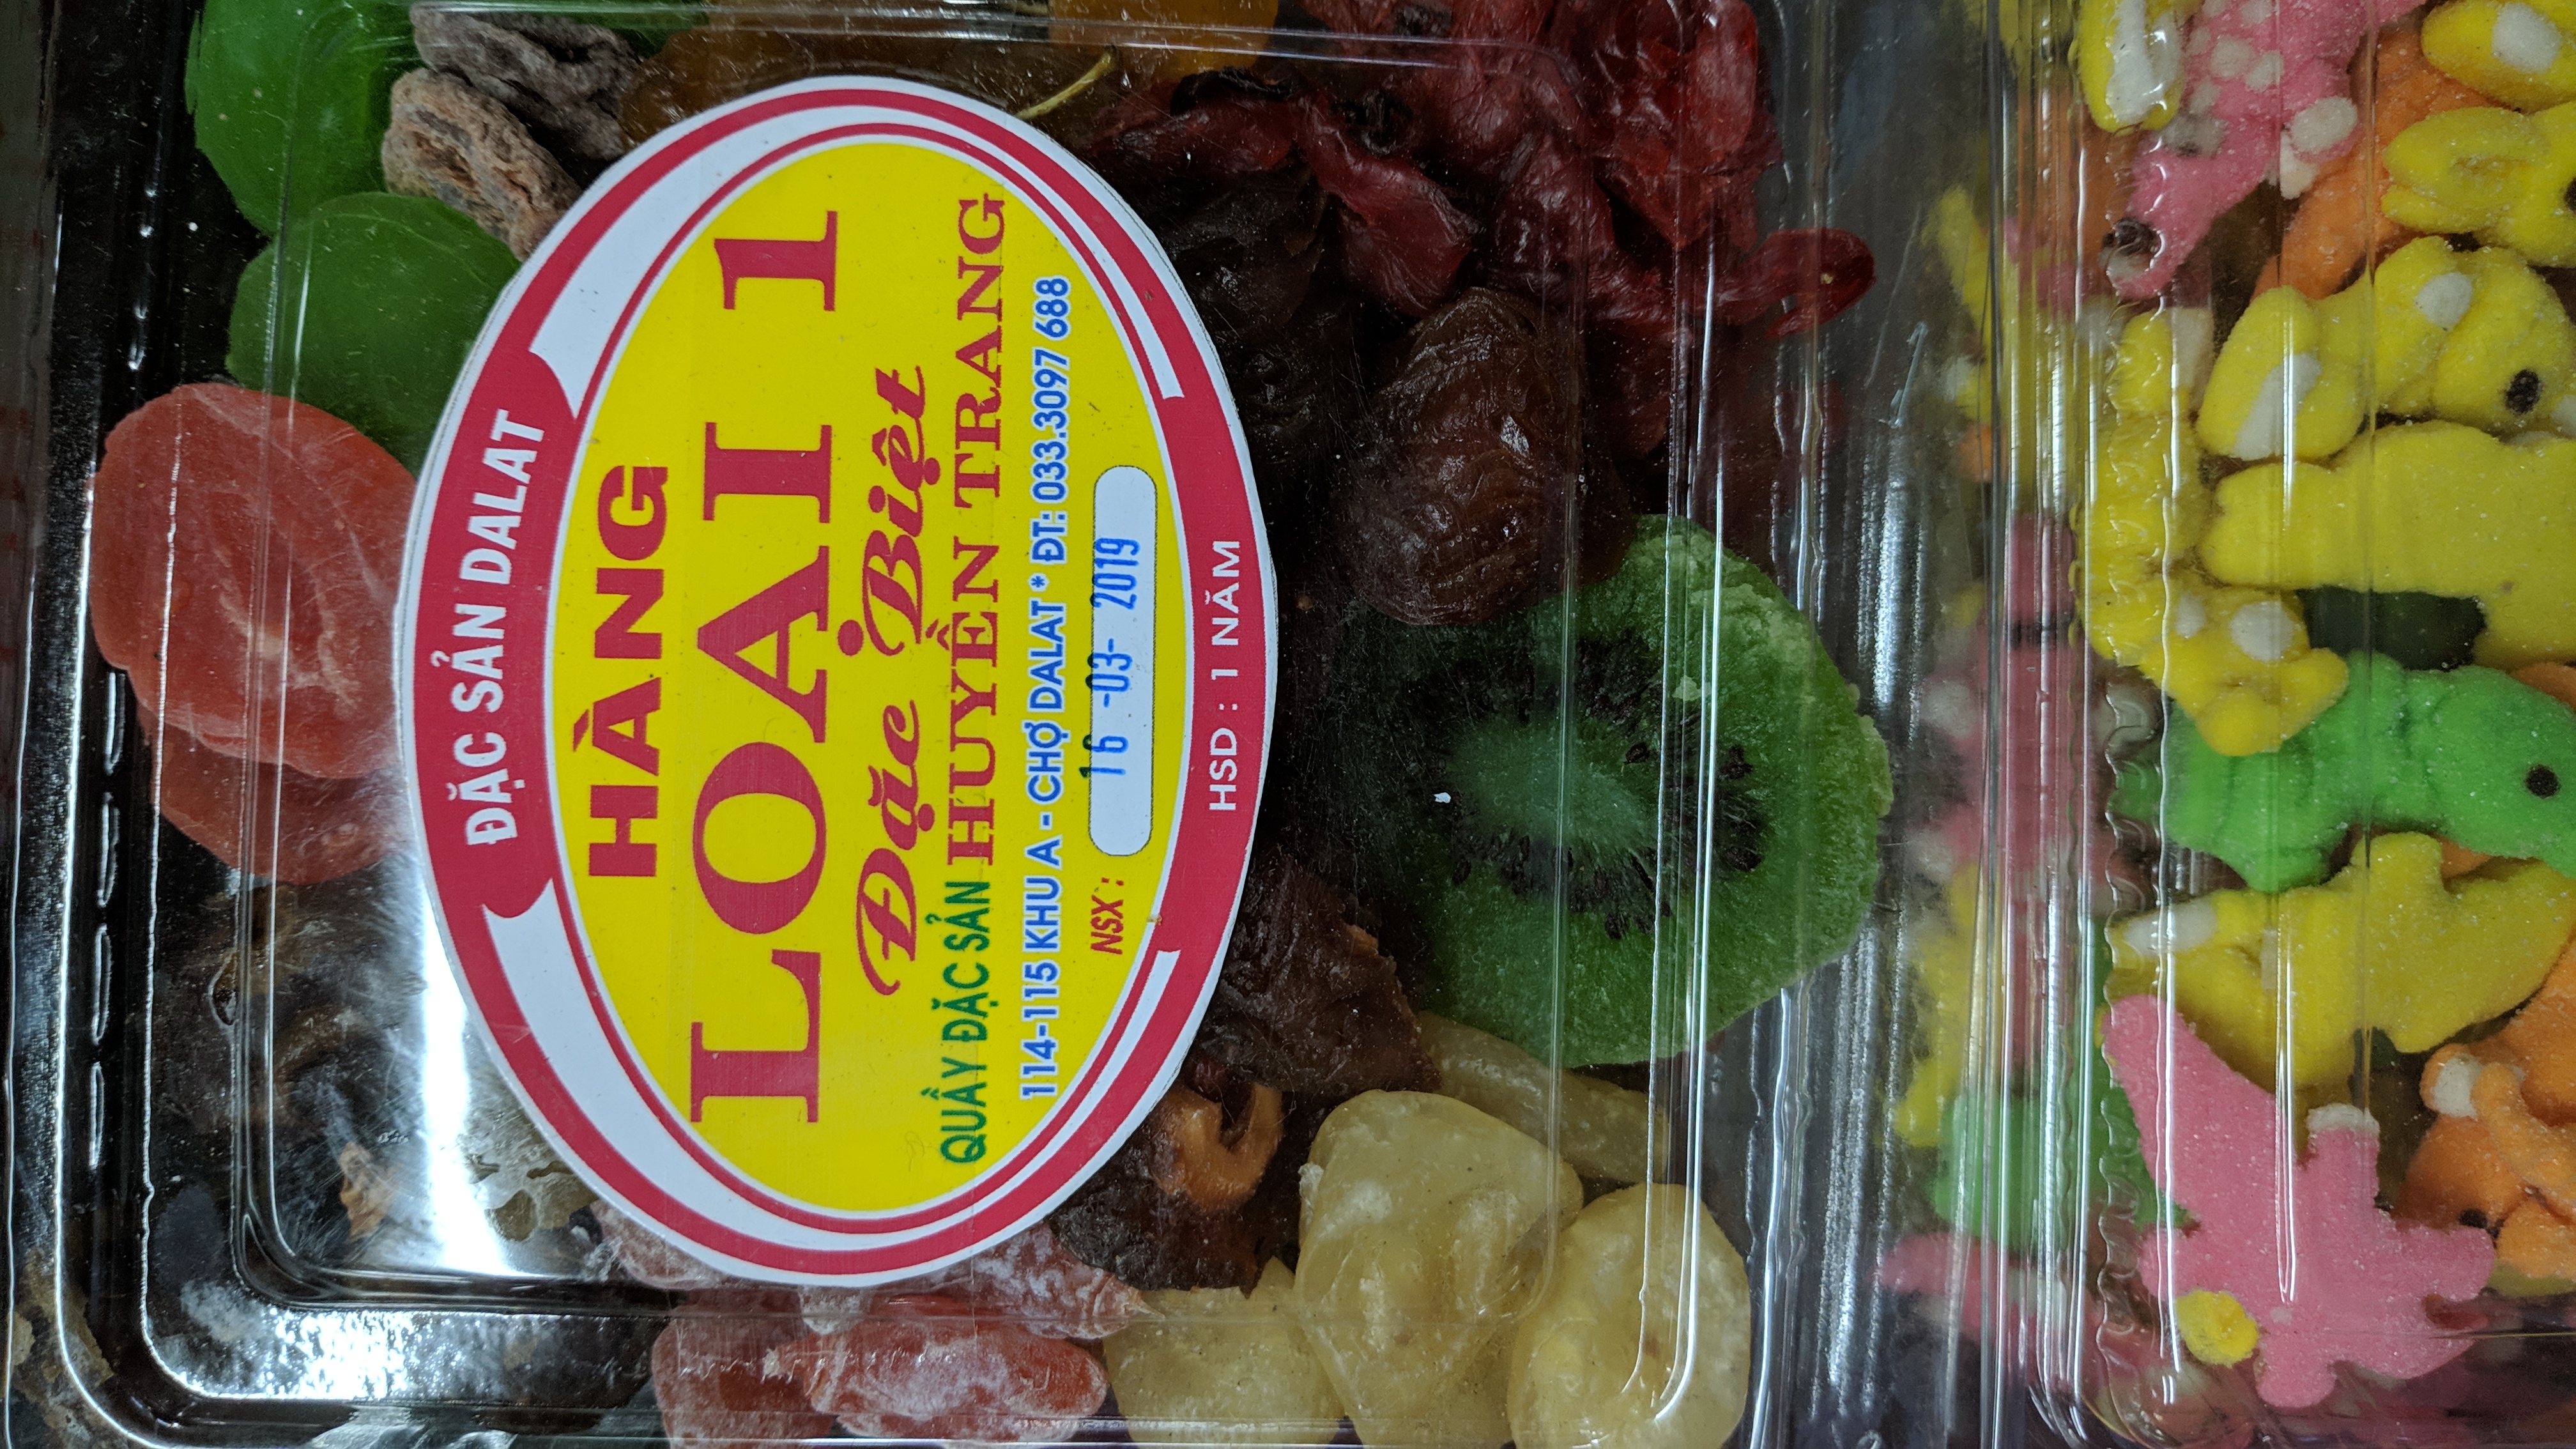 ĐẶC SẢN DALAT
HÀNG
LOẠI 1
Đặc Biệt
QUẦY ĐẶC SẢN HUYỀN TRANG
114-115 KHU A - CHỢ DALAT * ĐT: 033.3097 688
NSX : 16 -03- 2019
HSD : 1 NĂM